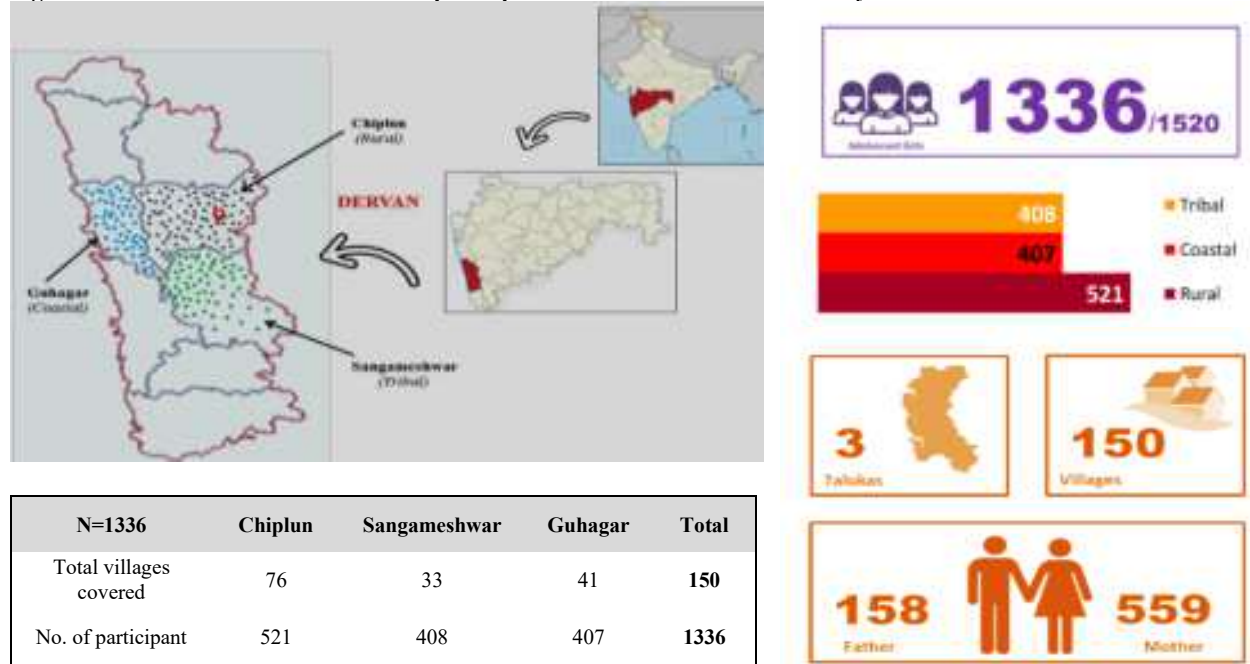 Chiplun
(Rural)
DERVAN
Guhagar
(Coastal)
Sangameshwar
(Tribal)
1336/1520
Adolescent Girls
408
407
521
Tribal
Coastal
Rural
3
Talukas
150
Villages
158
Father
559
Mother
N=1336 Chiplun Sangameshwar Guhagar Total
Total villages
covered 76 33 41 150
No. of participant 521 408 407 1336